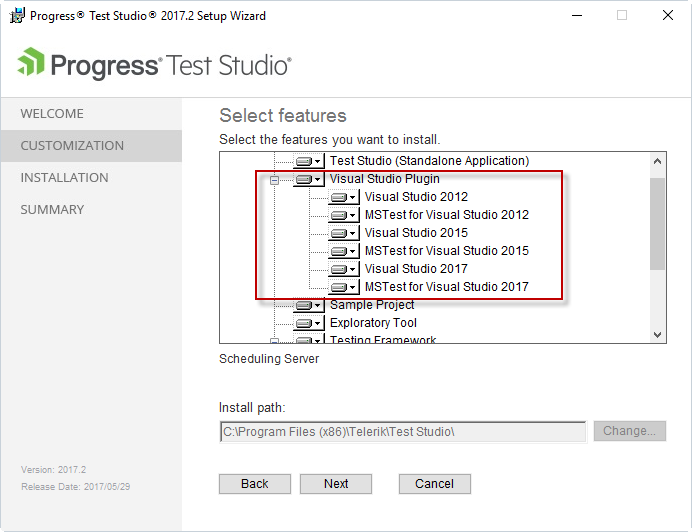 Progress® Test Studio® 2017.2 Setup Wizard
Progress® Test Studio®
WELCOME
CUSTOMIZATION
INSTALLATION
SUMMARY
Version: 2017.2
Release Date: 2017/05/29
Select features
Select the features you want to install.
Test Studio (Standalone Application)
Visual Studio Plugin
Visual Studio 2012
MSTest for Visual Studio 2012
Visual Studio 2015
MSTest for Visual Studio 2015
Visual Studio 2017
MSTest for Visual Studio 2017
Sample Project
Exploratory Tool
Testing Framework
Scheduling Server
Install path:
C:\Program Files (x86)\Telerik\Test Studio\
Change...
Back
Next
Cancel